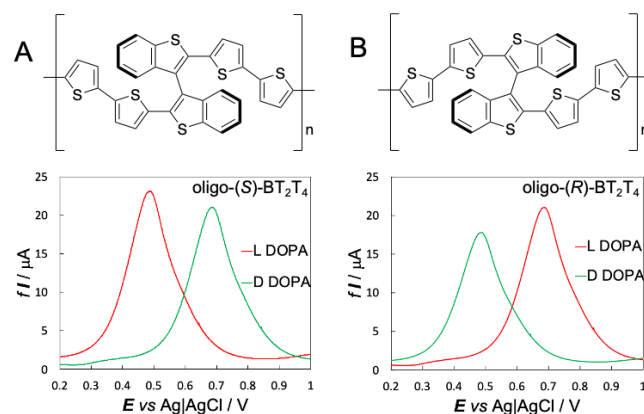 A
B
S
S
S
S
S
S
n
S
S
S
S
S
S
n
oligo-(S)-BT2T4
L DOPA
D DOPA
f I / µA
25
20
15
10
5
0
0.2
0.3
0.4
0.5
0.6
0.7
0.8
0.9
1
E vs Ag|AgCl / V
oligo-(R)-BT2T4
L DOPA
D DOPA
f I / µA
25
20
15
10
5
0
0.2
0.3
0.4
0.5
0.6
0.7
0.8
0.9
1
E vs Ag|AgCl / V